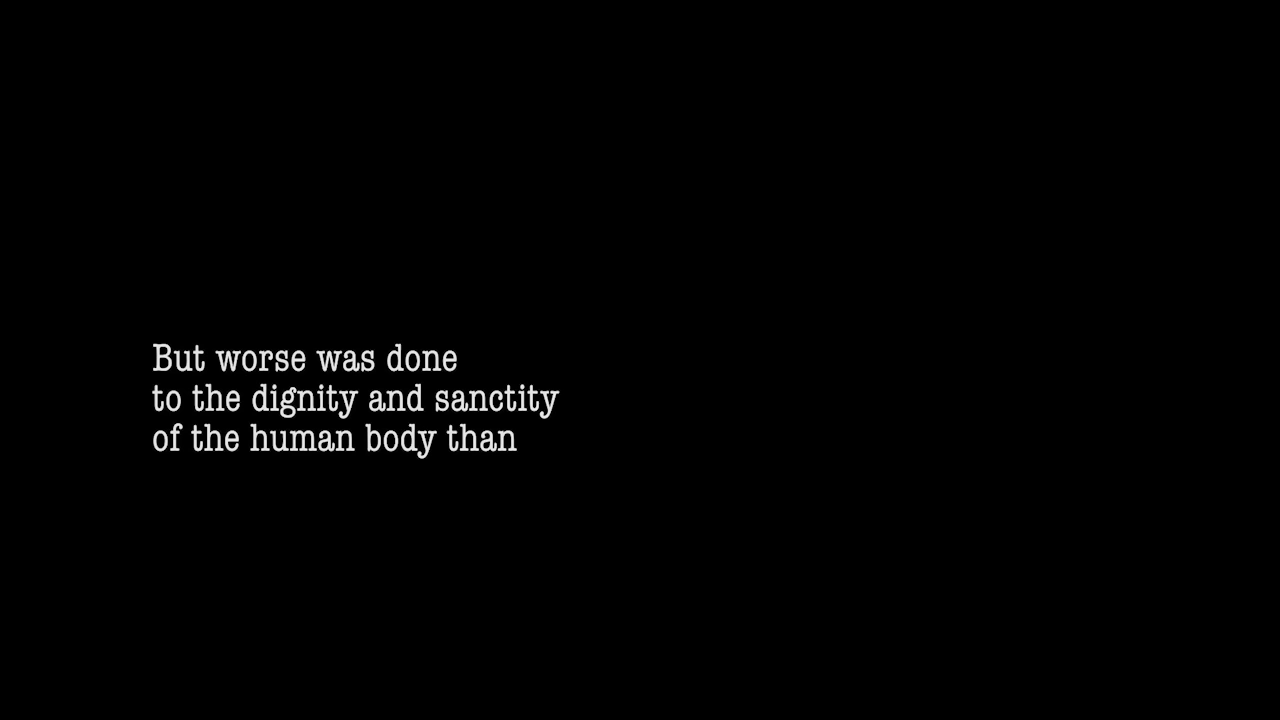 But worse was done
to the dignity and sanctity
of the human body than